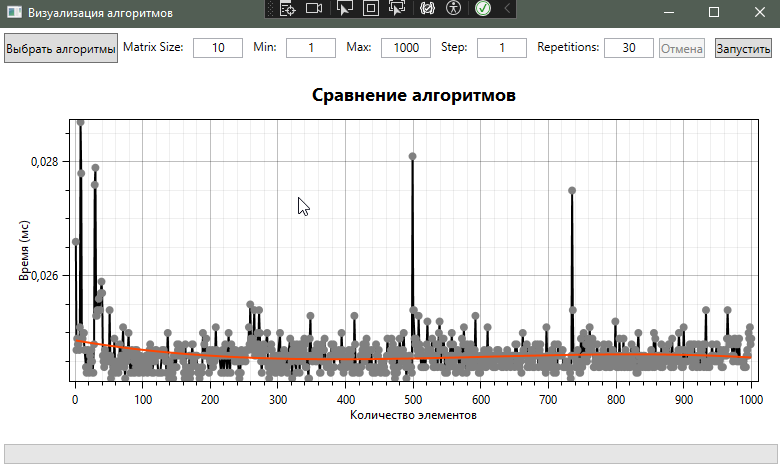 Визуализация алгоритмов
Выбрать алгоритмы Matrix Size: 10 Min: 1 Max: 1000 Step: 1 Repetitions: 30 Отмена Запустить
Сравнение алгоритмов
0,028
Время (мс)
0,026
0 100 200 300 400 500 600 700 800 900 1000
Количество элементов